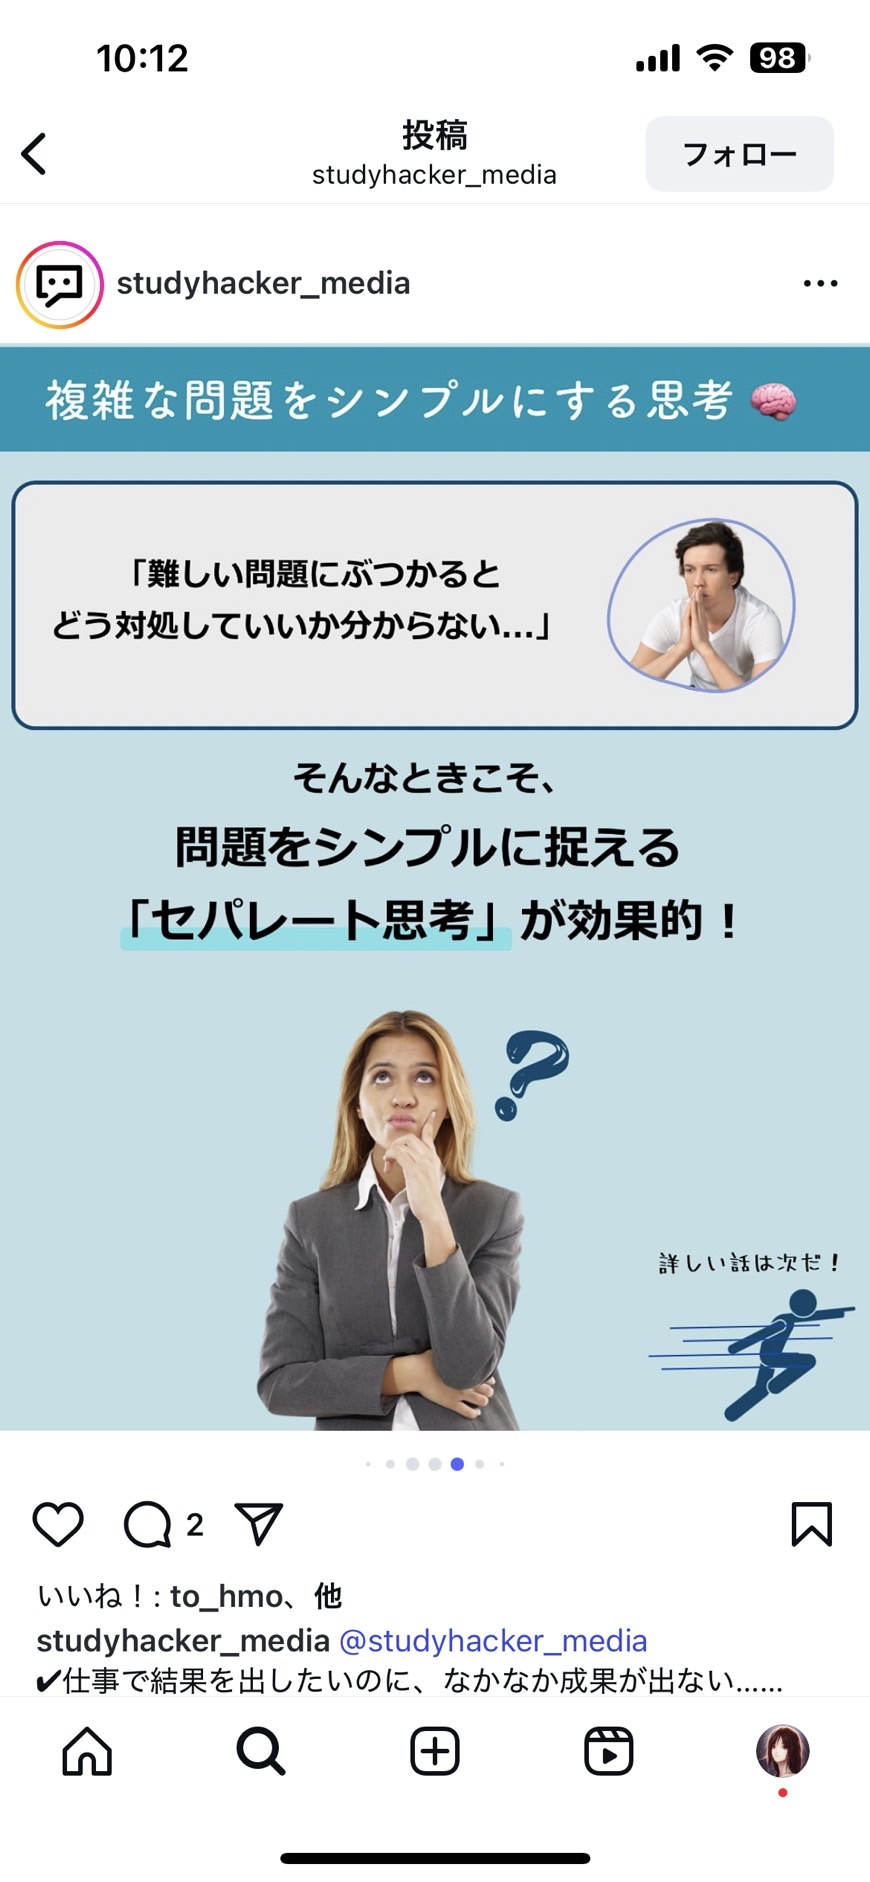 10:12
98
投稿
studyhacker_media
フォロー
studyhacker_media
複雑な問題をシンプルにする思考
「難しい問題にぶつかると
どう対処していいか分からない...」
そんなときこそ、
問題をシンプルに捉える
「セパレート思考」が効果的！
?
詳しい話は次だ！
2
いいね！: to_hmo、他
studyhacker_media @studyhacker_media
✔仕事で結果を出したいのに、なかなか成果が出ない……